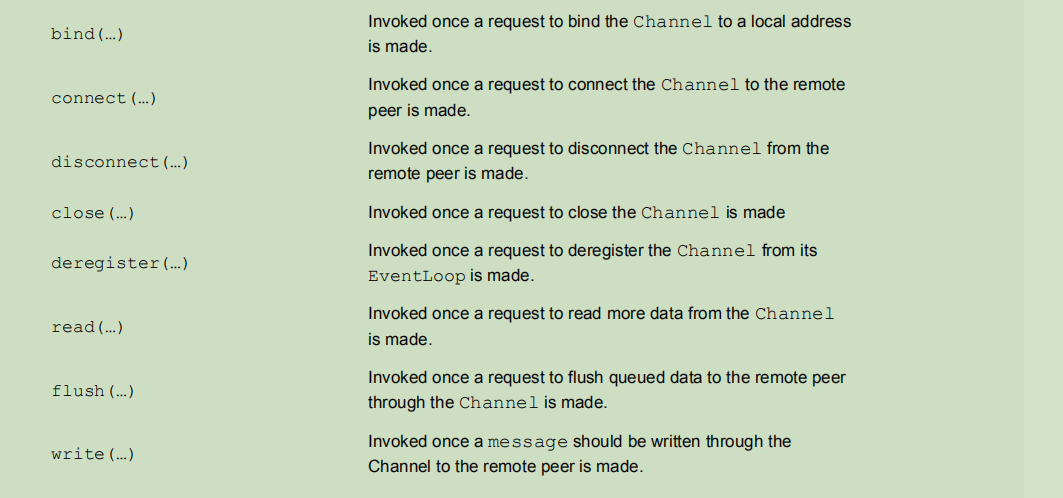 bind(…)
Invoked once a request to bind the Channel to a local address
is made.
connect(…)
Invoked once a request to connect the Channel to the remote
peer is made.
disconnect(…)
Invoked once a request to disconnect the Channel from the
remote peer is made.
close(…)
Invoked once a request to close the Channel is made
deregister(…)
Invoked once a request to deregister the Channel from its
EventLoop is made.
read(…)
Invoked once a request to read more data from the Channel
is made.
flush(…)
Invoked once a request to flush queued data to the remote peer
through the Channel is made.
write(…)
Invoked once a message should be written through the
Channel to the remote peer is made.